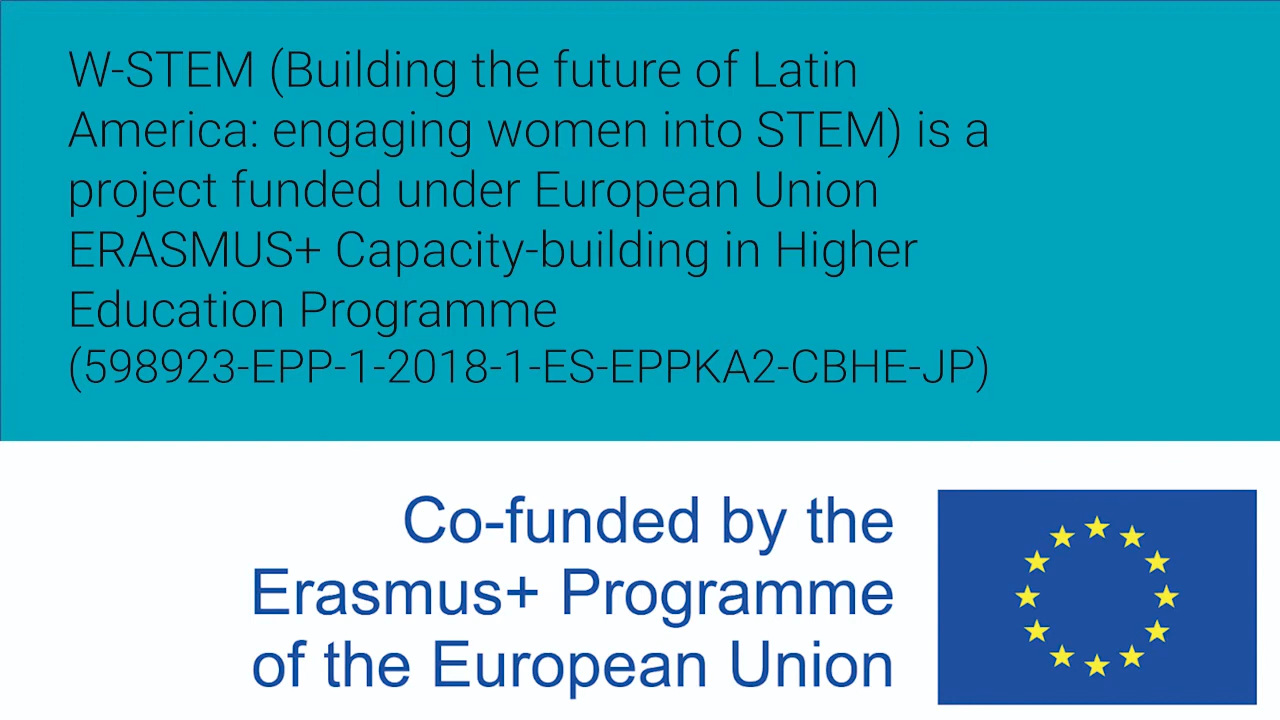 W-STEM (Building the future of Latin
America: engaging women into STEM) is a
project funded under European Union
ERASMUS+ Capacity-building in Higher
Education Programme
(598923-EPP-1-2018-1-ES-EPPKA2-CBHE-JP)
Co-funded by the
Erasmus+ Programme
of the European Union